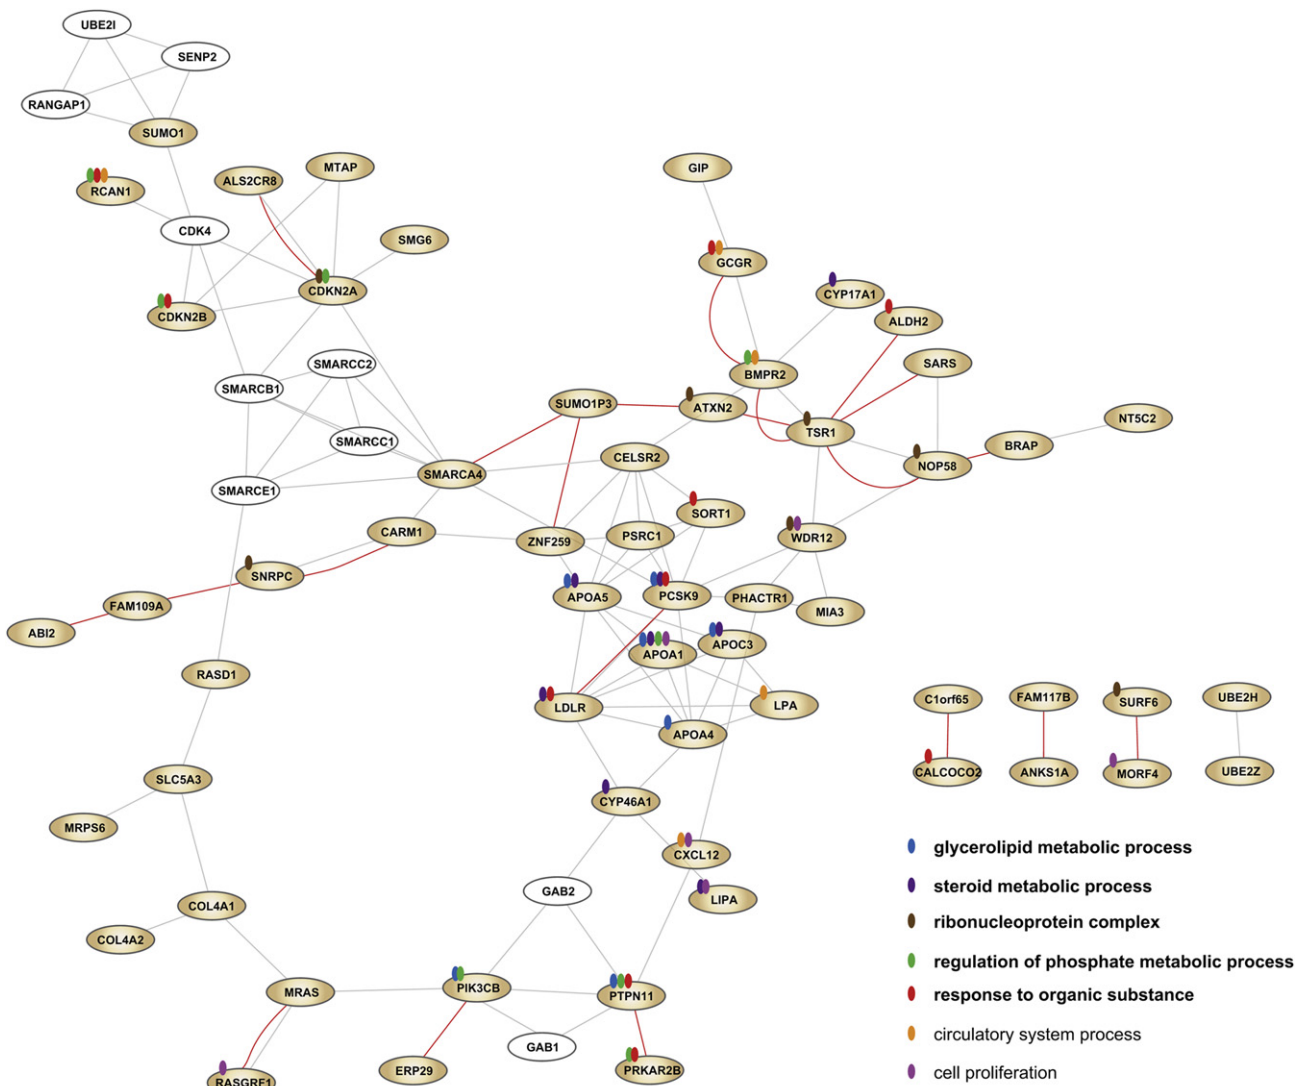 UBE2I
SENP2
RANGAP1
SUMO1
RCAN1
ALS2CR8
MTAP
GIP
CDK4
SMG6
GCGR
CDKN2A
CYP17A1
CDKN2B
ALDH2
SMARCC2
SARS
SMARCB1
BMPR2
SUMO1P3
ATXN2
NT5C2
SMARCC1
TSR1
BRAP
CELSR2
NOP58
SMARCA4
SMARCE1
SORT1
CARM1
ZNF259
PSRC1
WDR12
SNRPC
APOA5
PCSK9
PHACTR1
FAM109A
MIA3
ABI2
APOC3
APOA1
RASD1
LDLR
LPA
C1orf65
FAM117B
SURF6
UBE2H
APOA4
CALCOCO2
ANKS1A
MORF4
UBE2Z
SLC5A3
CYP46A1
MRPS6
CXCL12
glycerolipid metabolic process
GAB2
LIPA
steroid metabolic process
COL4A1
ribonucleoprotein complex
COL4A2
regulation of phosphate metabolic process
MRAS
PIK3CB
PTPN11
response to organic substance
GAB1
circulatory system process
ERP29
PRKAR2B
cell proliferation
RASGRF1